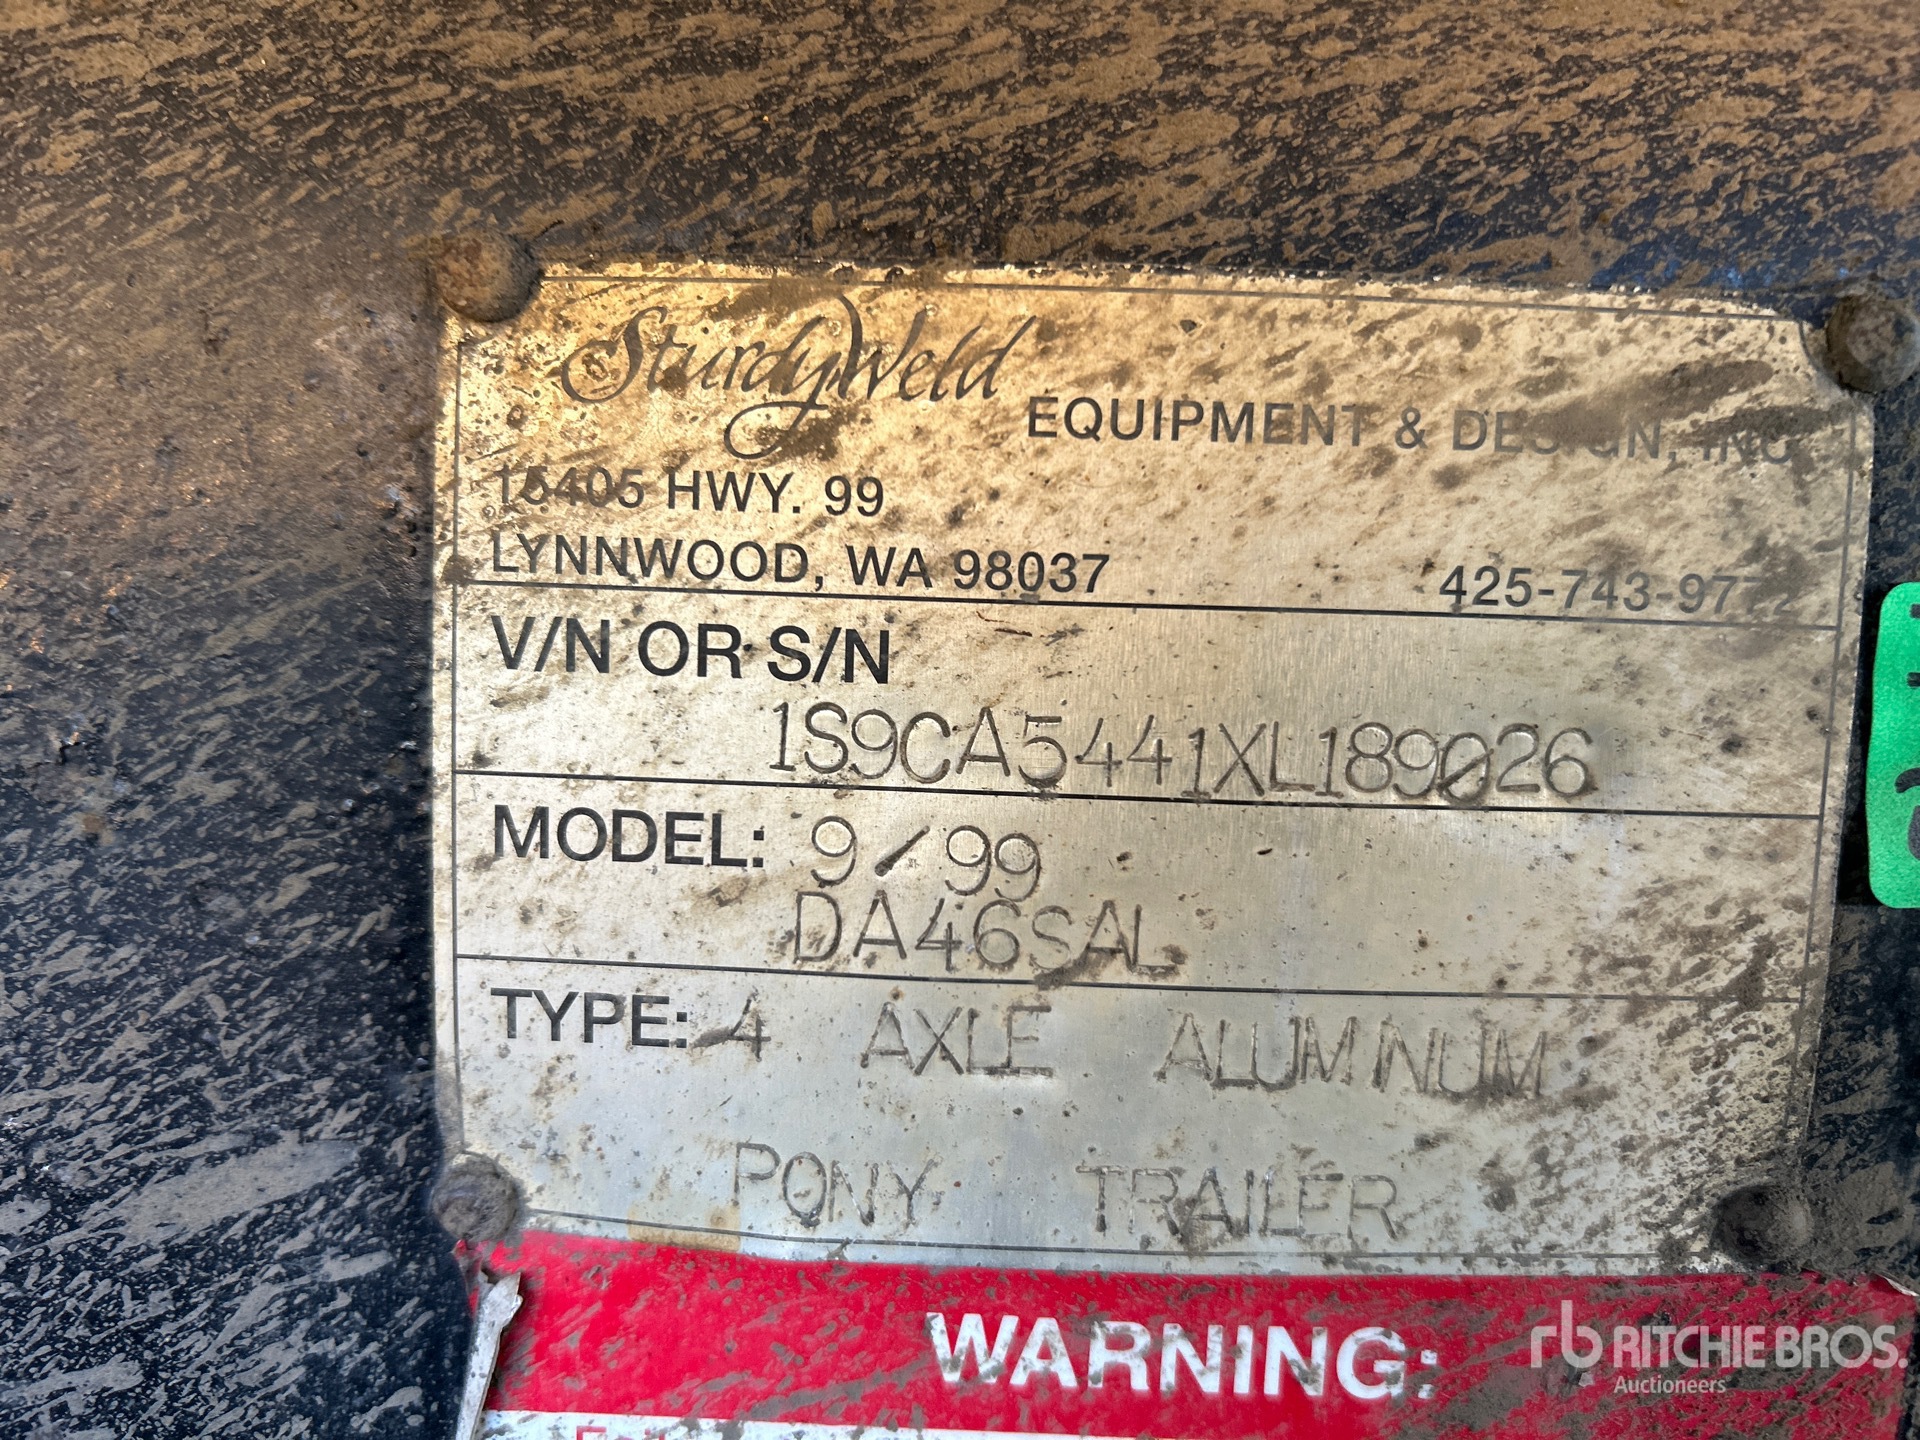 SturdyWeld EQUIPMENT & DESIGN, INC
15405 HWY. 99
LYNNWOOD, WA 98037 425-743-9772
V/N OR S/N
1S9CA5441XL189026
MODEL: 9/99
DA46SAL
TYPE: 4 AXLE ALUMINUM
PONY TRAILER
WARNING:
rb RITCHIE BROS.
Auctioneers